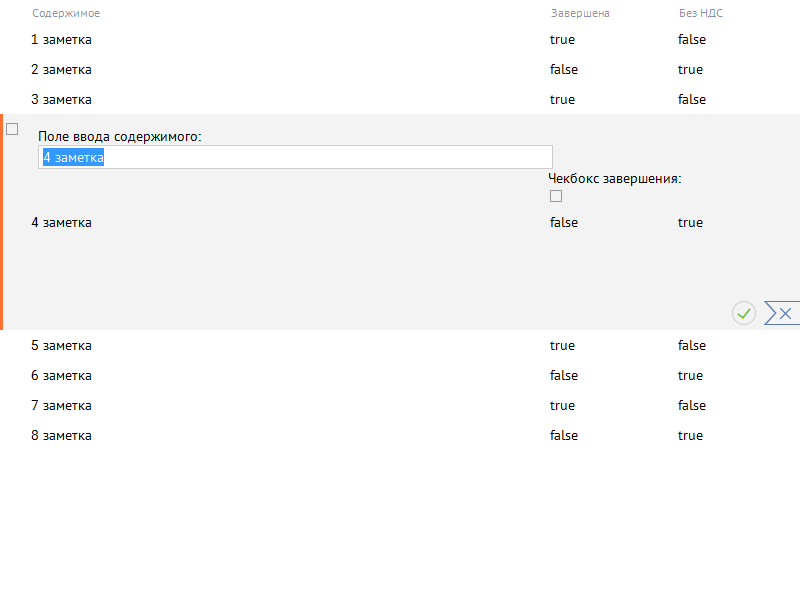 Содержимое Завершена Без НДС
1 заметка true false
2 заметка false true
3 заметка true false
Поле ввода содержимого:
4 заметка
Чекбокс завершения:
4 заметка false true
5 заметка true false
6 заметка false true
7 заметка true false
8 заметка false true